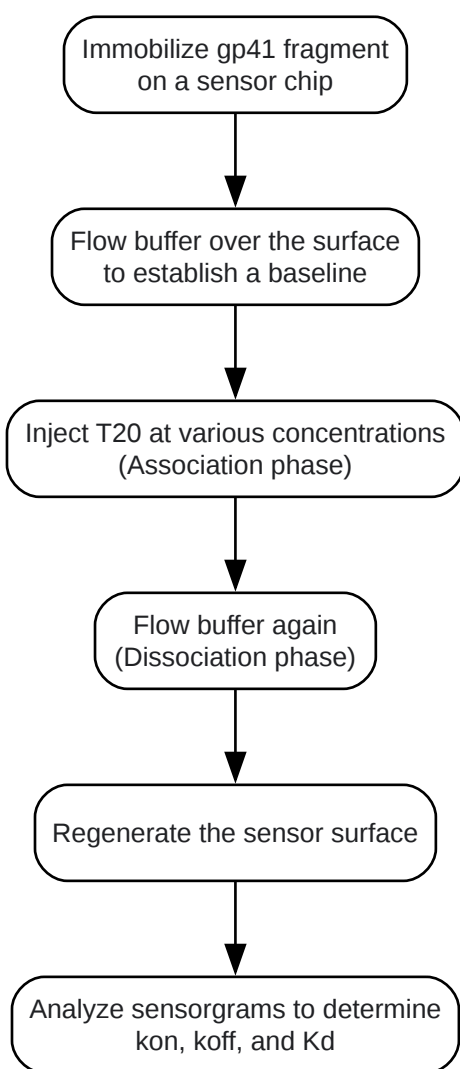 Immobilize gp41 fragment
on a sensor chip
Flow buffer over the surface
to establish a baseline
Inject T20 at various concentrations
(Association phase)
Flow buffer again
(Dissociation phase)
Regenerate the sensor surface
Analyze sensorgrams to determine
kon, koff, and Kd